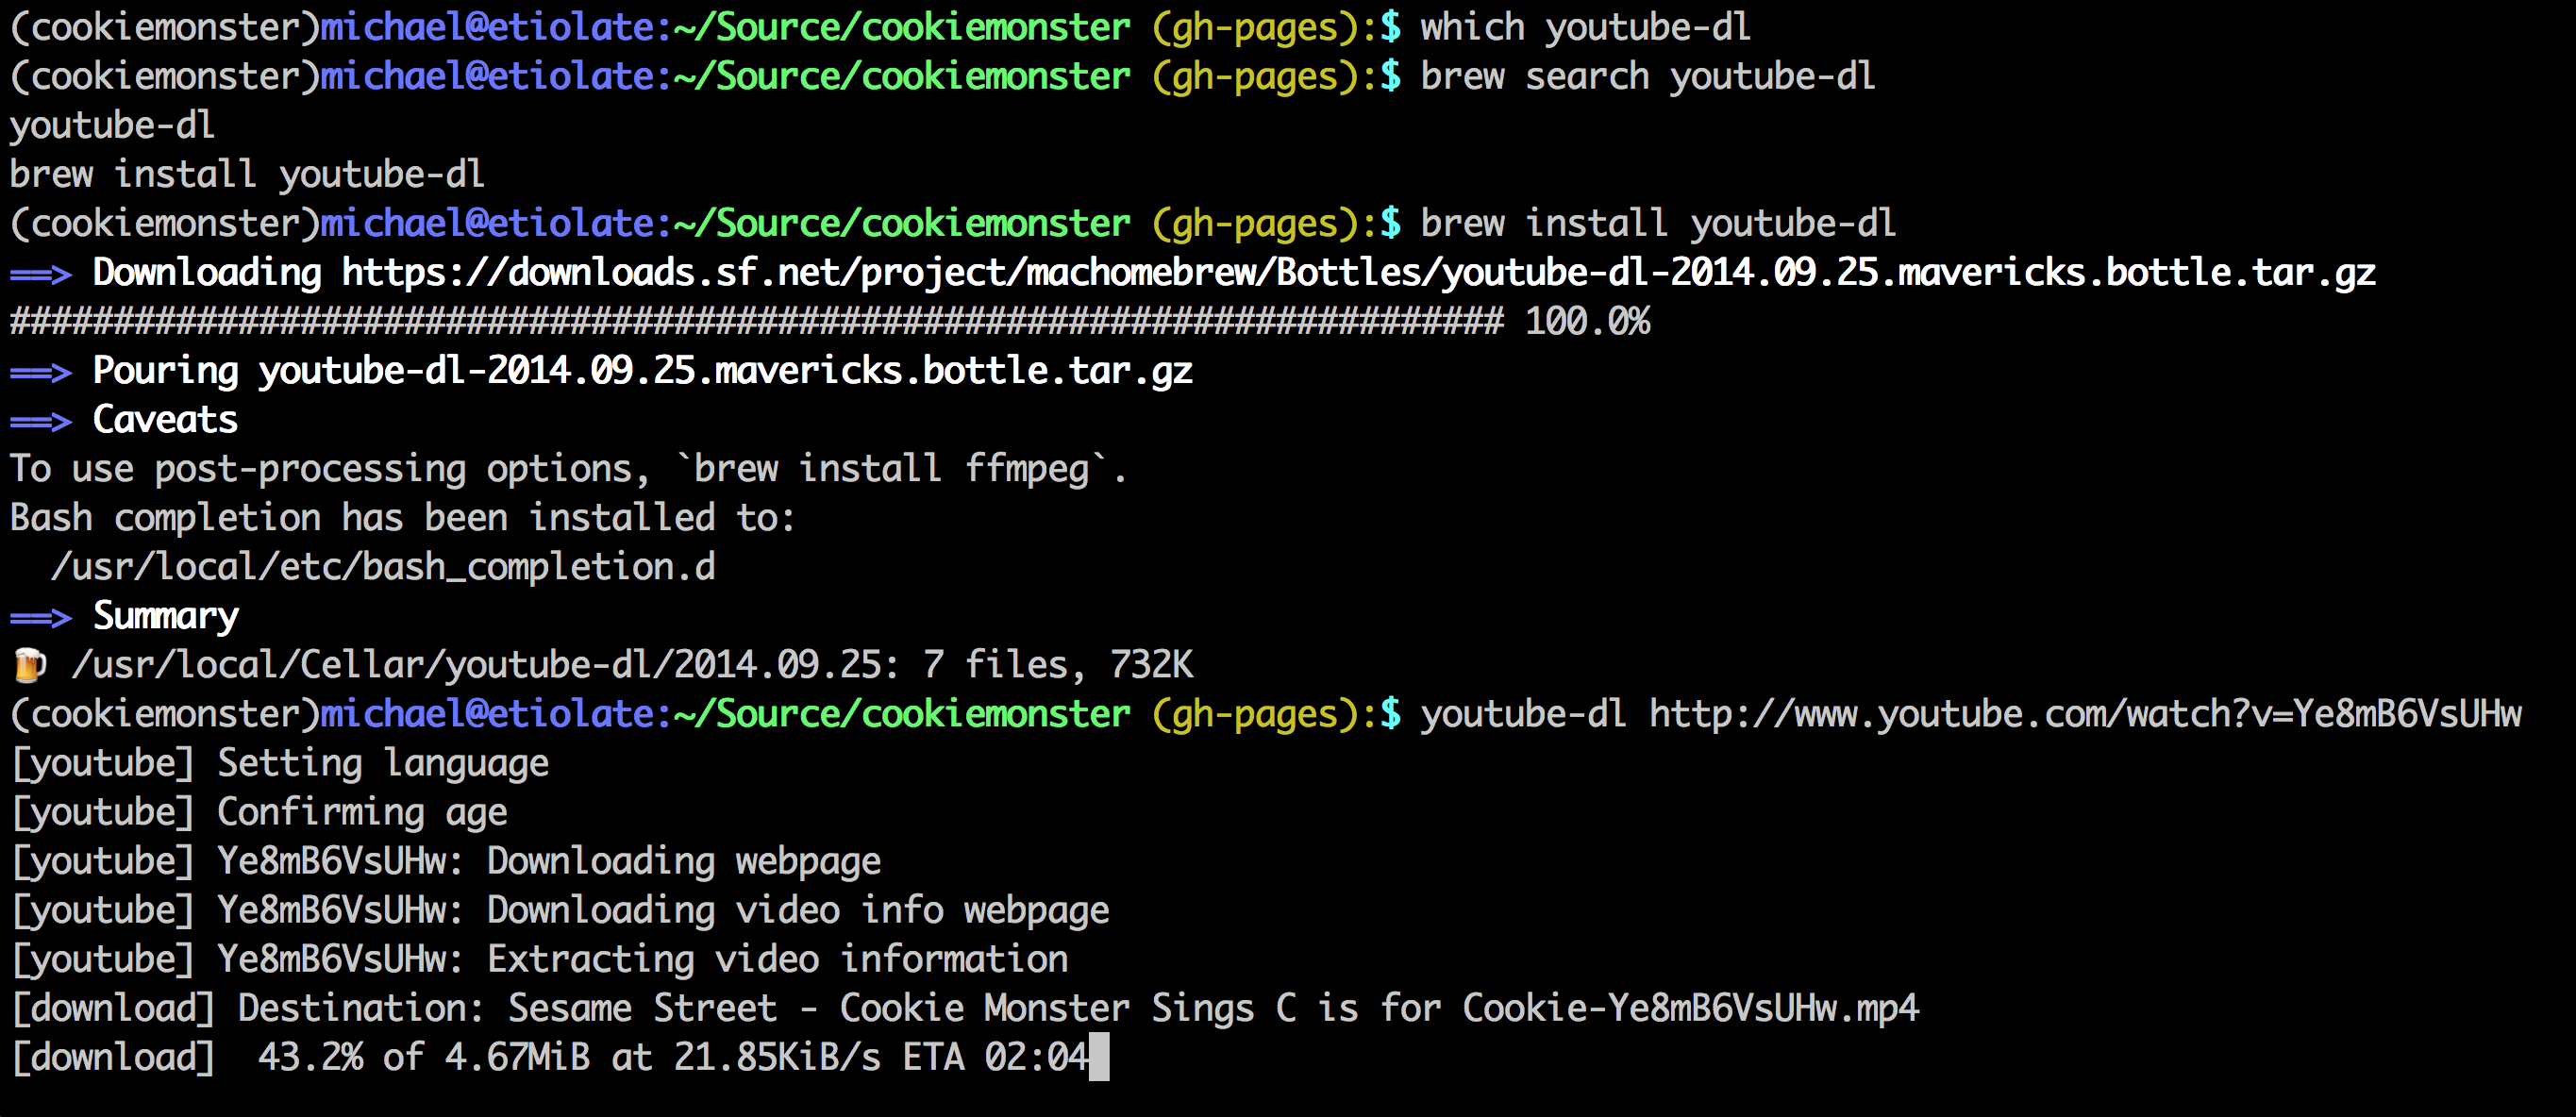 (cookiemonster)michael@etiolate:~/Source/cookiemonster (gh-pages):$ which youtube-dl
(cookiemonster)michael@etiolate:~/Source/cookiemonster (gh-pages):$ brew search youtube-dl
youtube-dl
brew install youtube-dl
(cookiemonster)michael@etiolate:~/Source/cookiemonster (gh-pages):$ brew install youtube-dl
==> Downloading https://downloads.sf.net/project/machomebrew/Bottles/youtube-dl-2014.09.25.mavericks.bottle.tar.gz
######################################################################## 100.0%
==> Pouring youtube-dl-2014.09.25.mavericks.bottle.tar.gz
==> Caveats
To use post-processing options, `brew install ffmpeg`.
Bash completion has been installed to:
  /usr/local/etc/bash_completion.d
==> Summary
🍺 /usr/local/Cellar/youtube-dl/2014.09.25: 7 files, 732K
(cookiemonster)michael@etiolate:~/Source/cookiemonster (gh-pages):$ youtube-dl http://www.youtube.com/watch?v=Ye8mB6VsUHw
[youtube] Setting language
[youtube] Confirming age
[youtube] Ye8mB6VsUHw: Downloading webpage
[youtube] Ye8mB6VsUHw: Downloading video info webpage
[youtube] Ye8mB6VsUHw: Extracting video information
[download] Destination: Sesame Street - Cookie Monster Sings C is for Cookie-Ye8mB6VsUHw.mp4
[download]  43.2% of 4.67MiB at 21.85KiB/s ETA 02:04